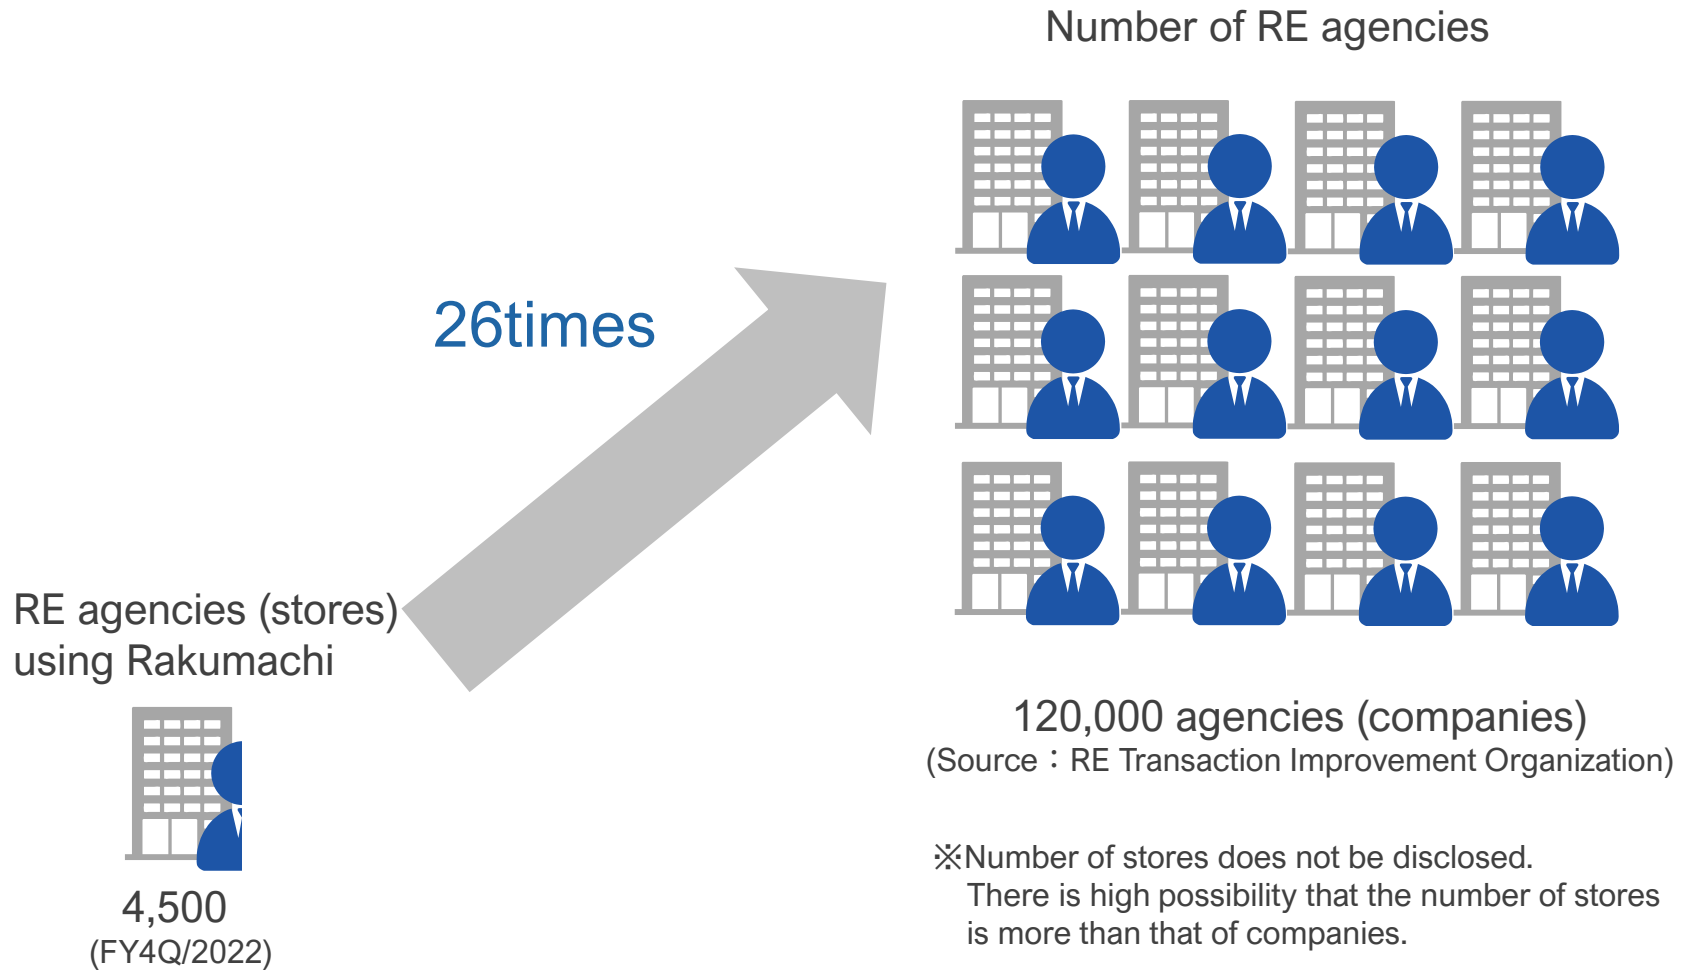 Number of RE agencies
26times
RE agencies (stores)
using Rakumachi
4,500
(FY4Q/2022)
120,000 agencies (companies)
(Source：RE Transaction Improvement Organization)
※Number of stores does not be disclosed.
There is high possibility that the number of stores
is more than that of companies.